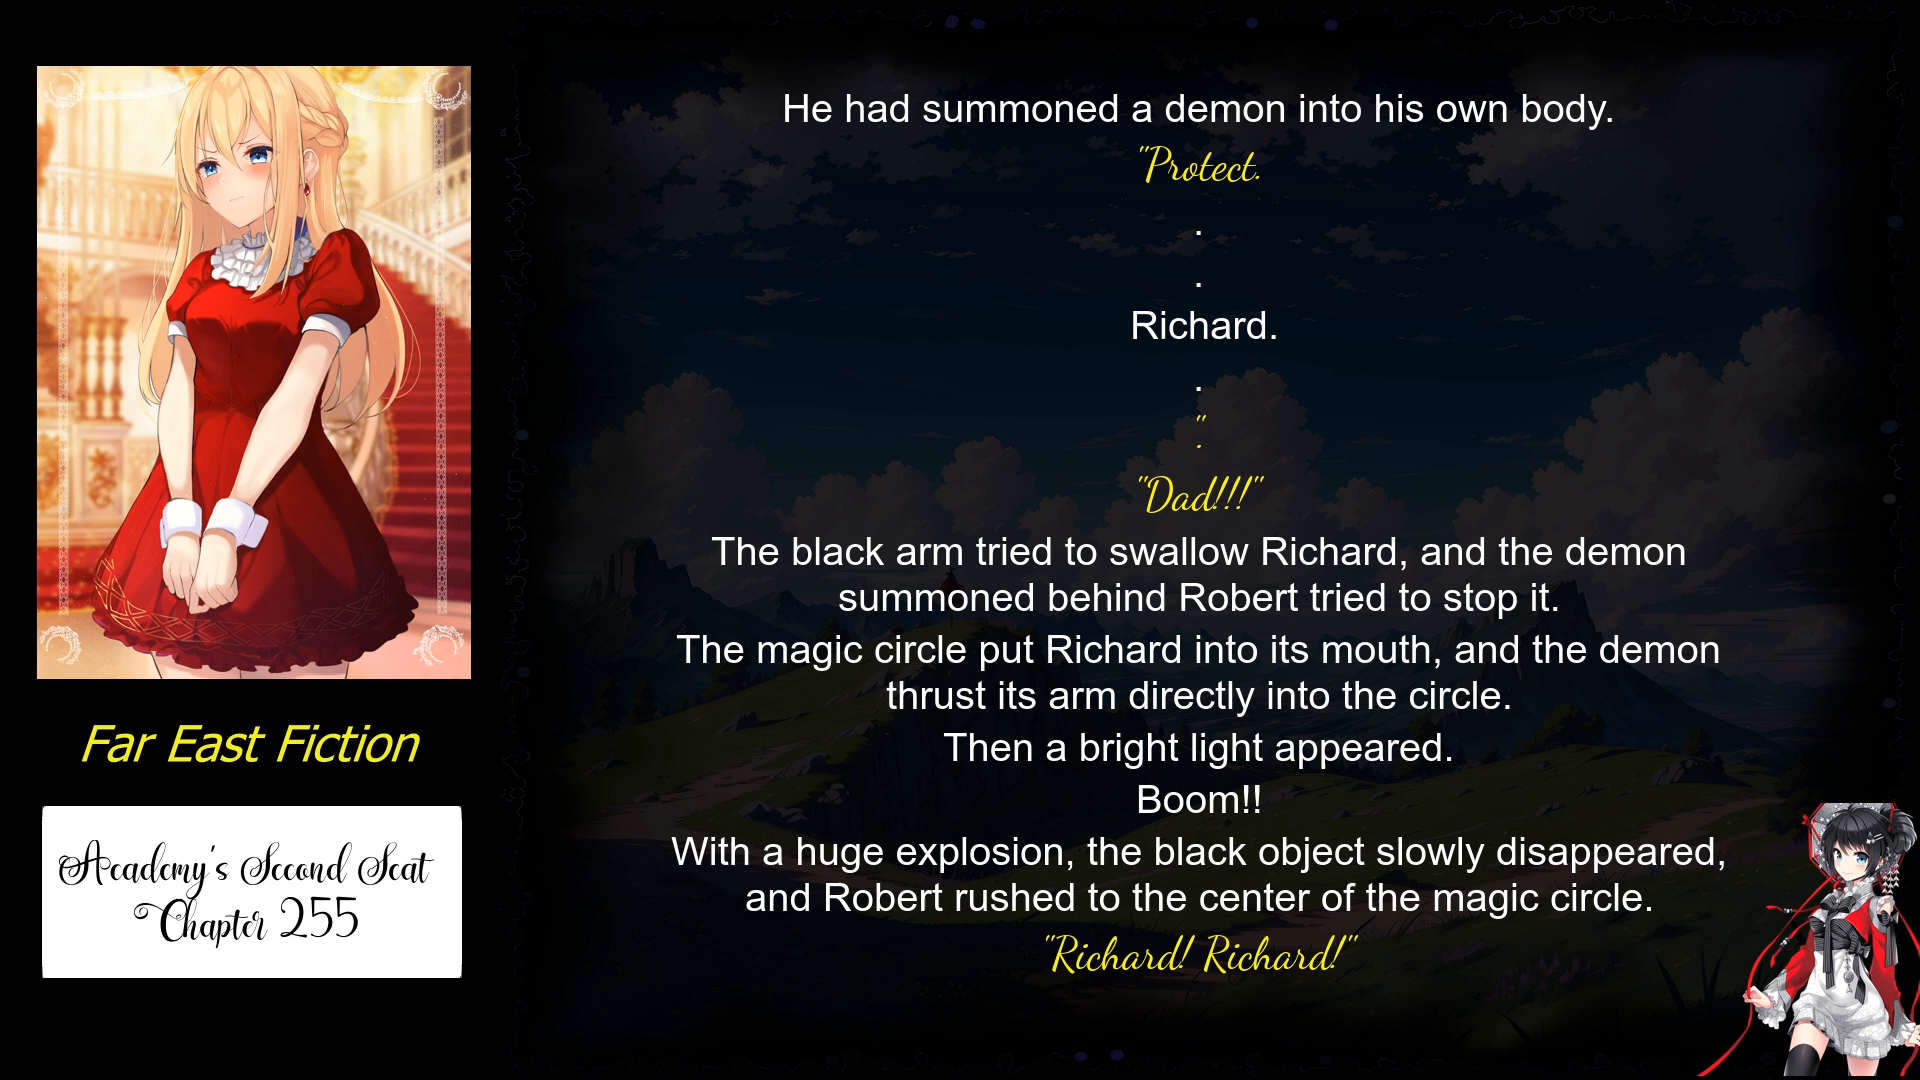 He had summoned a demon into his own body.
"Protect.
.
.
Richard.
.
".
"Dad!!!"
The black arm tried to swallow Richard, and the demon
summoned behind Robert tried to stop it.
The magic circle put Richard into its mouth, and the demon
thrust its arm directly into the circle.
Then a bright light appeared.
Boom!!
With a huge explosion, the black object slowly disappeared,
and Robert rushed to the center of the magic circle.
"Richard! Richard!"
Far East Fiction
Academy's Second Seat
Chapter 255